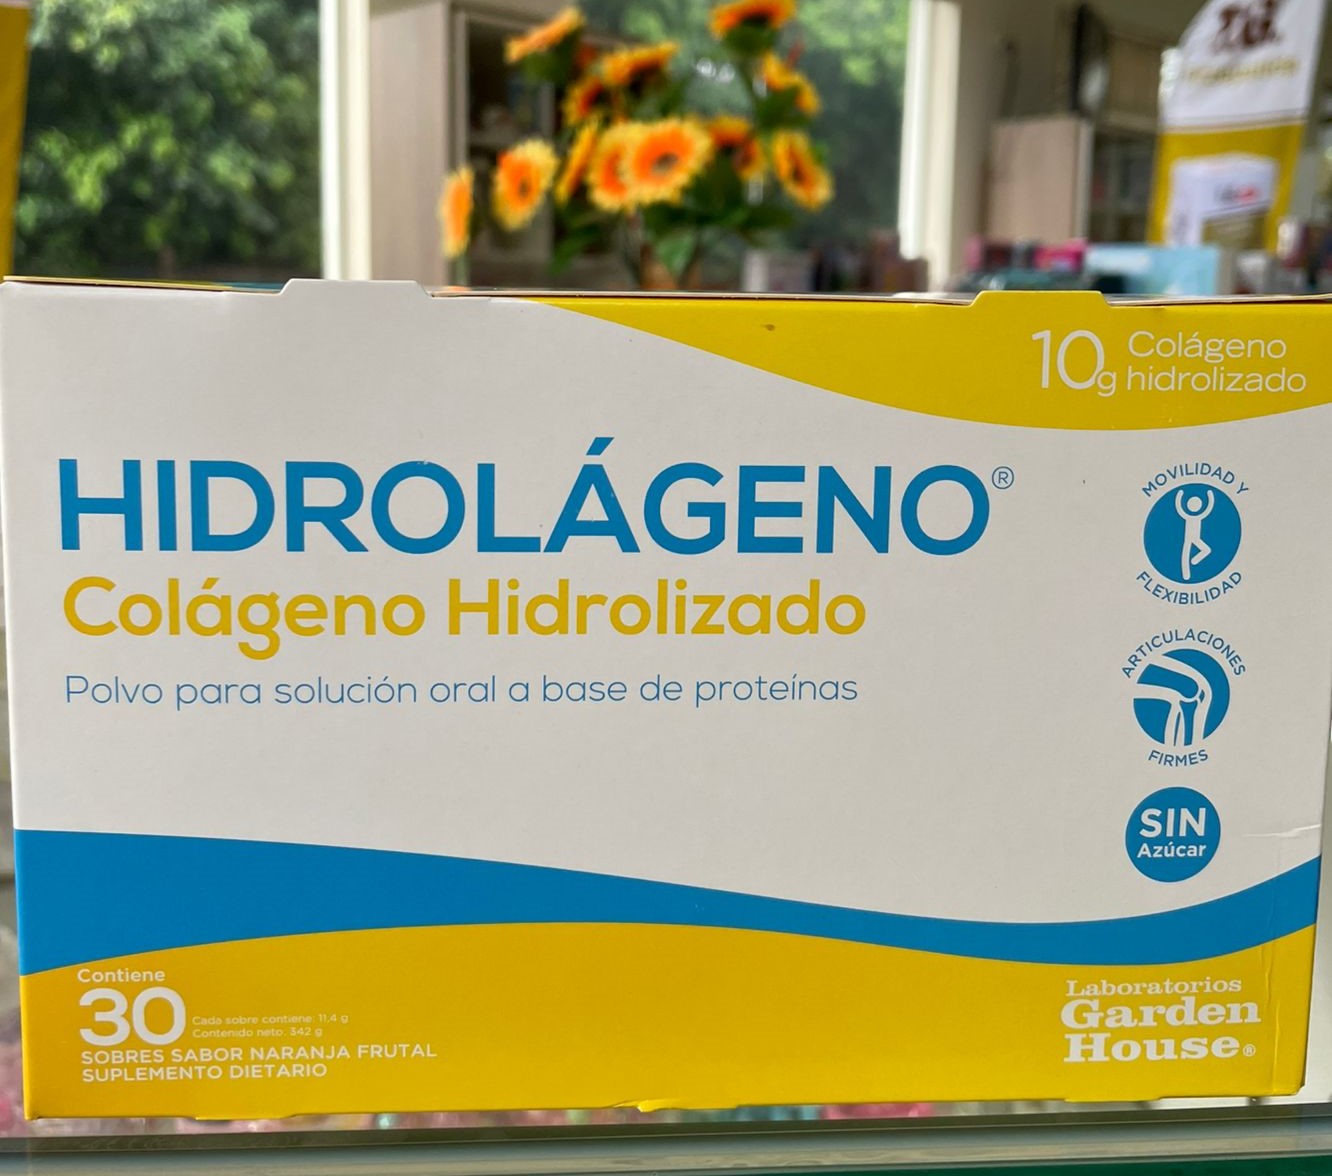 10g Colágeno
hidrolizado
HIDROLÁGENO®
Colágeno Hidrolizado
Polvo para solución oral a base de proteínas
MOVILIDAD Y
FLEXIBILIDAD
ARTICULACIONES
FIRMES
SIN
Azúcar
Contiene
30
Cada sobre contiene: 11,4 g
Contenido neto: 342 g
SOBRES SABOR NARANJA FRUTAL
SUPLEMENTO DIETARIO
Laboratorios
Garden
House®